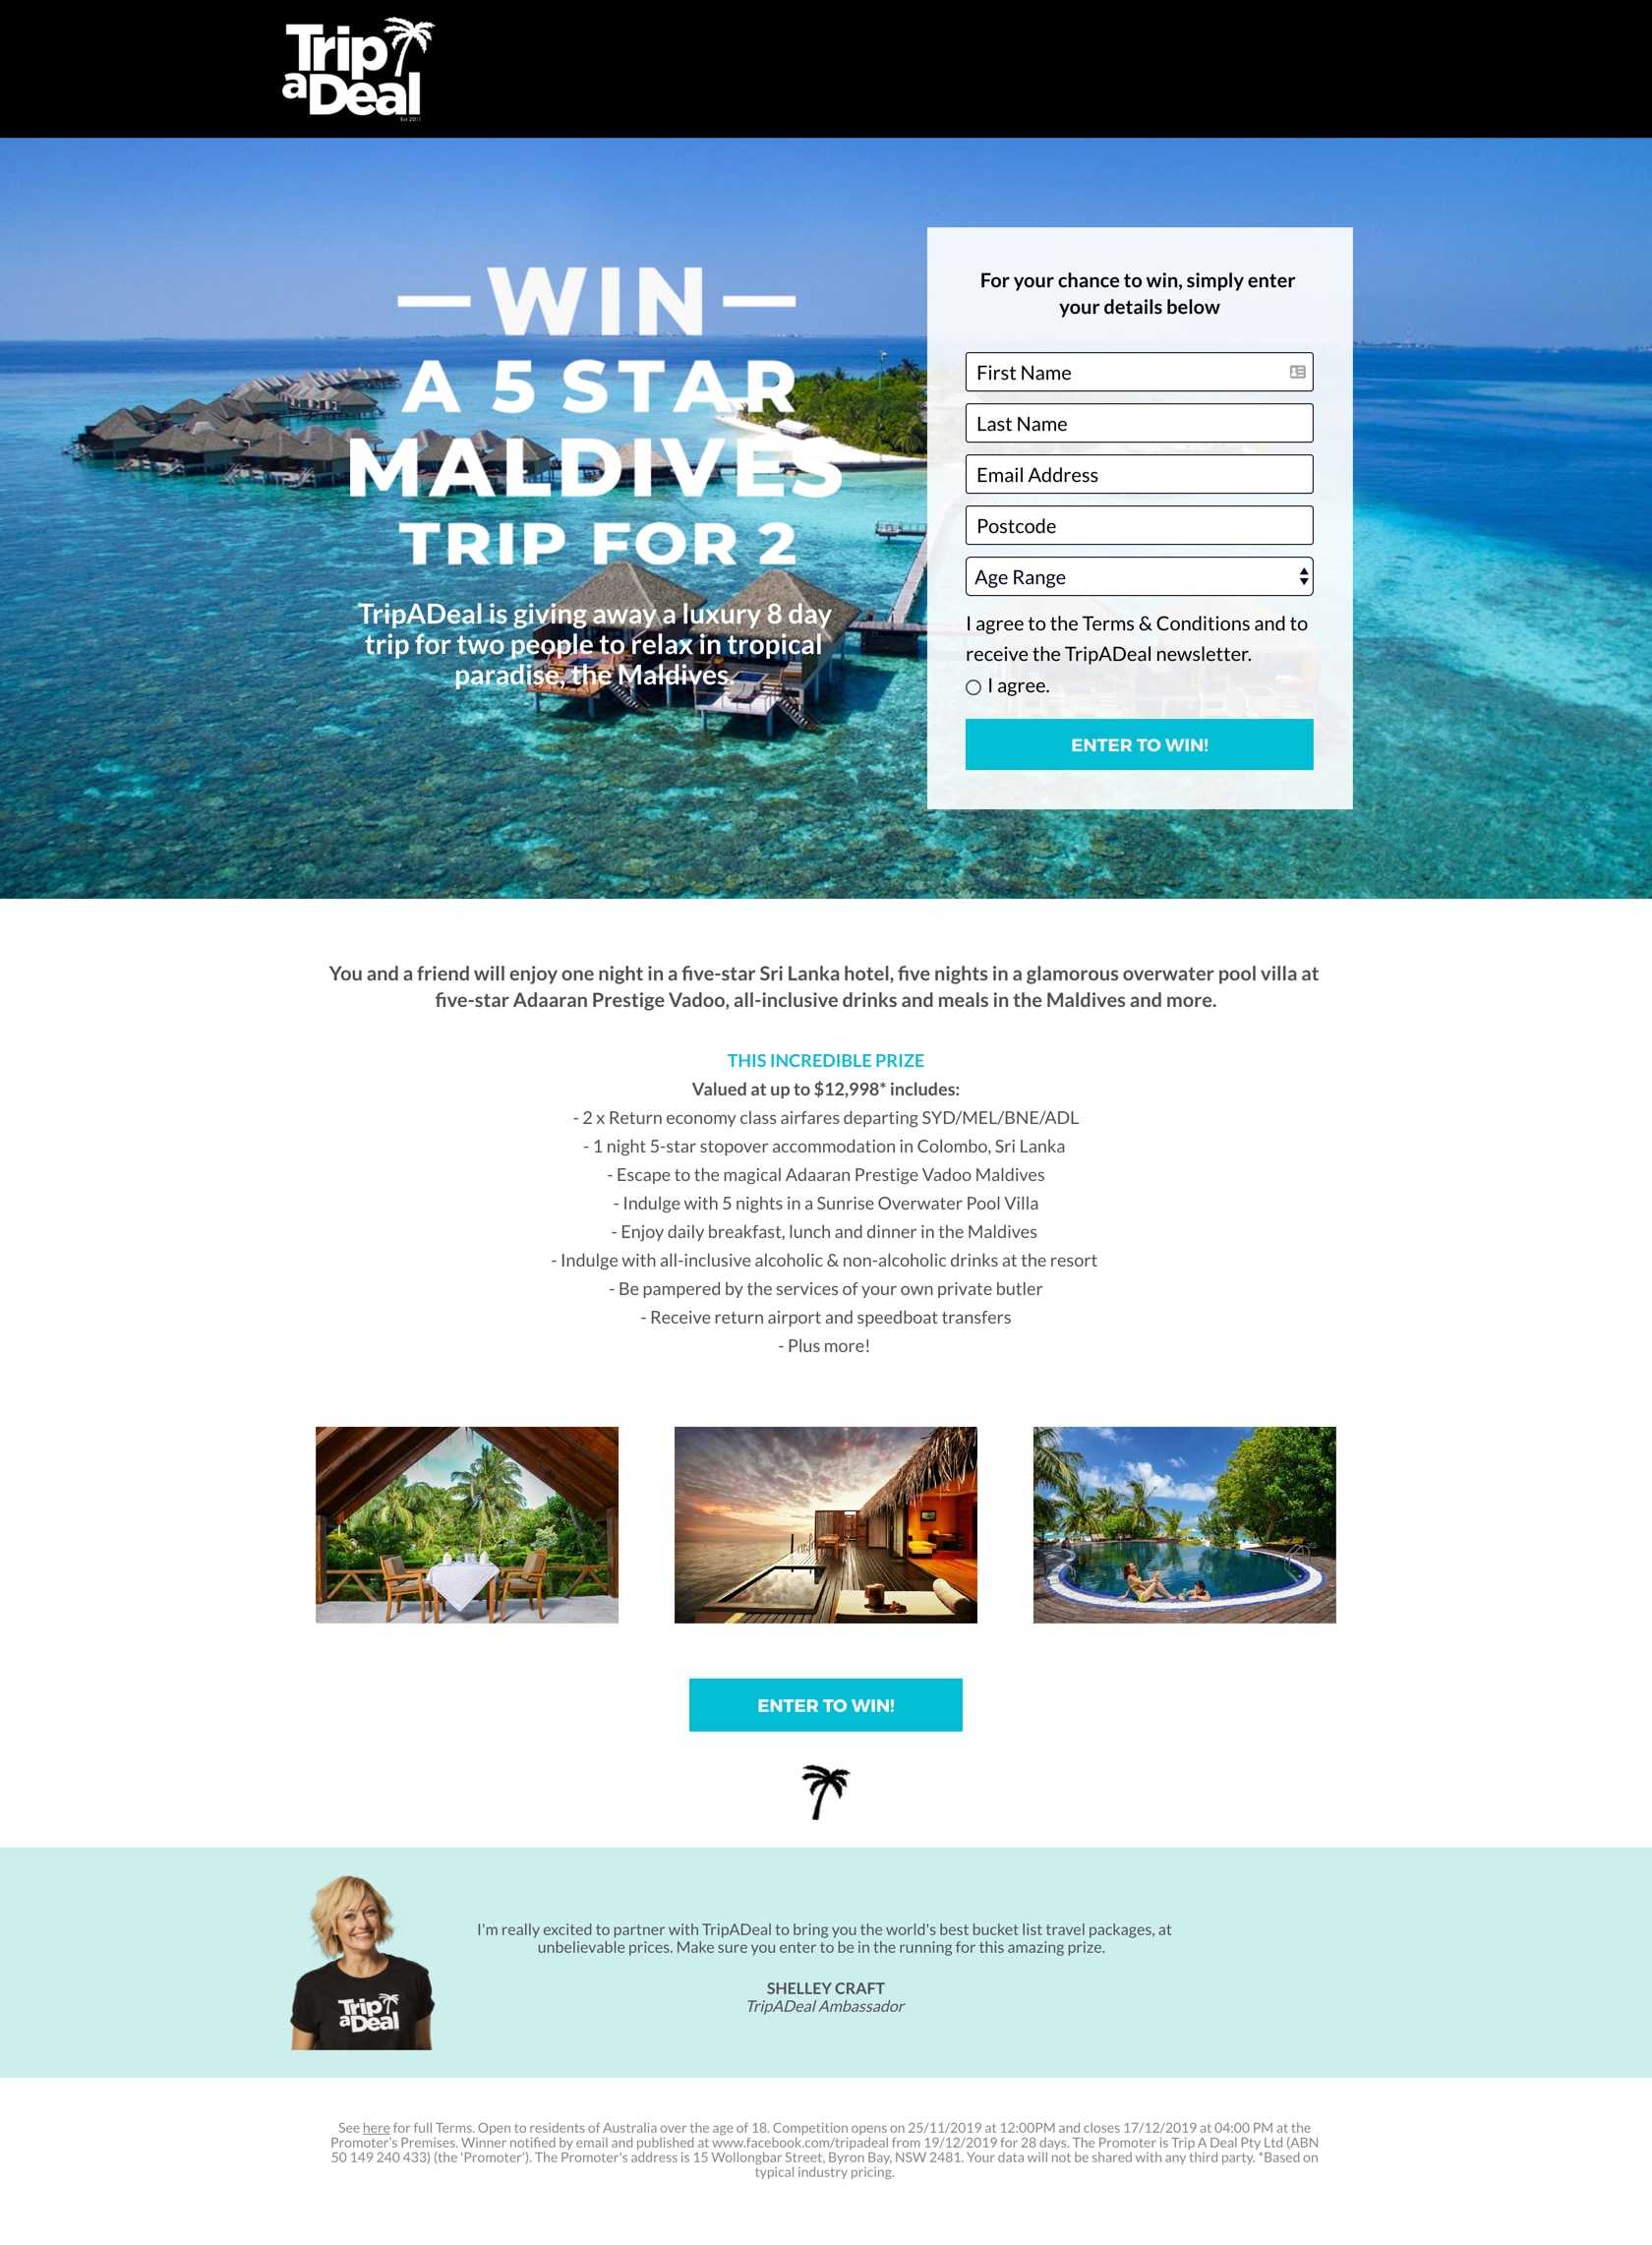 Trip
aDeal
Est 2011
—WIN—
A 5 STAR
MALDIVES
TRIP FOR 2
TripADeal is giving away a luxury 8 day
trip for two people to relax in tropical
paradise, the Maldives.
For your chance to win, simply enter
your details below
First Name
Last Name
Email Address
Postcode
Age Range
I agree to the Terms & Conditions and to
receive the TripADeal newsletter.
I agree.
ENTER TO WIN!
You and a friend will enjoy one night in a five-star Sri Lanka hotel, five nights in a glamorous overwater pool villa at
five-star Adaaran Prestige Vadoo, all-inclusive drinks and meals in the Maldives and more.
THIS INCREDIBLE PRIZE
Valued at up to $12,998* includes:
- 2 x Return economy class airfares departing SYD/MEL/BNE/ADL
- 1 night 5-star stopover accommodation in Colombo, Sri Lanka
- Escape to the magical Adaaran Prestige Vadoo Maldives
- Indulge with 5 nights in a Sunrise Overwater Pool Villa
- Enjoy daily breakfast, lunch and dinner in the Maldives
- Indulge with all-inclusive alcoholic & non-alcoholic drinks at the resort
- Be pampered by the services of your own private butler
- Receive return airport and speedboat transfers
- Plus more!
ENTER TO WIN!
Trip
aDeal
I'm really excited to partner with TripADeal to bring you the world's best bucket list travel packages, at
unbelievable prices. Make sure you enter to be in the running for this amazing prize.
SHELLEY CRAFT
TripADeal Ambassador
See here for full Terms. Open to residents of Australia over the age of 18. Competition opens on 25/11/2019 at 12:00PM and closes 17/12/2019 at 04:00 PM at the
Promoter's Premises. Winner notified by email and published at www.facebook.com/tripadeal from 19/12/2019 for 28 days. The Promoter is Trip A Deal Pty Ltd (ABN
50 149 240 433) (the 'Promoter'). The Promoter's address is 15 Wollongbar Street, Byron Bay, NSW 2481. Your data will not be shared with any third party. *Based on
typical industry pricing.